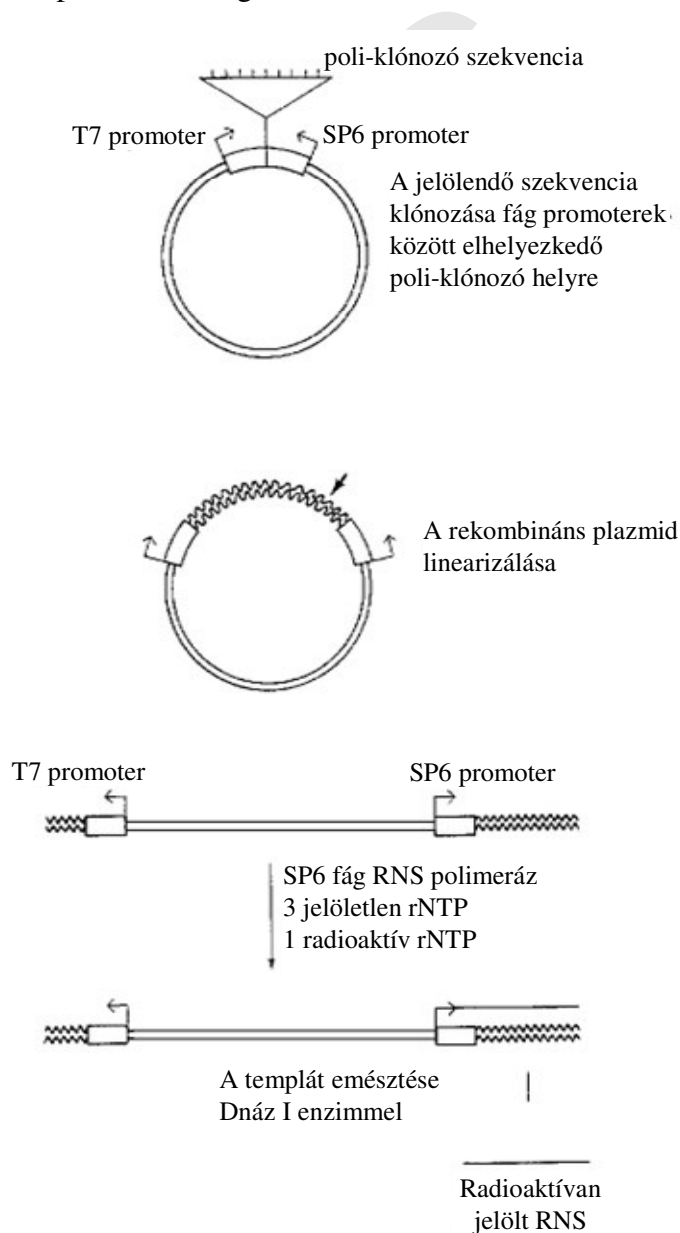 poli-klónozó szekvencia
T7 promoter
SP6 promoter
A jelölendő szekvencia
klónozása fág promoterek
között elhelyezkedő
poli-klónozó helyre
A rekombináns plazmid
linearizálása
T7 promoter
SP6 promoter
SP6 fág RNS polimeráz
3 jelöletlen rNTP
1 radioaktív rNTP
A templát emésztése
Dnáz I enzimmel
Radioaktívan
jelölt RNS